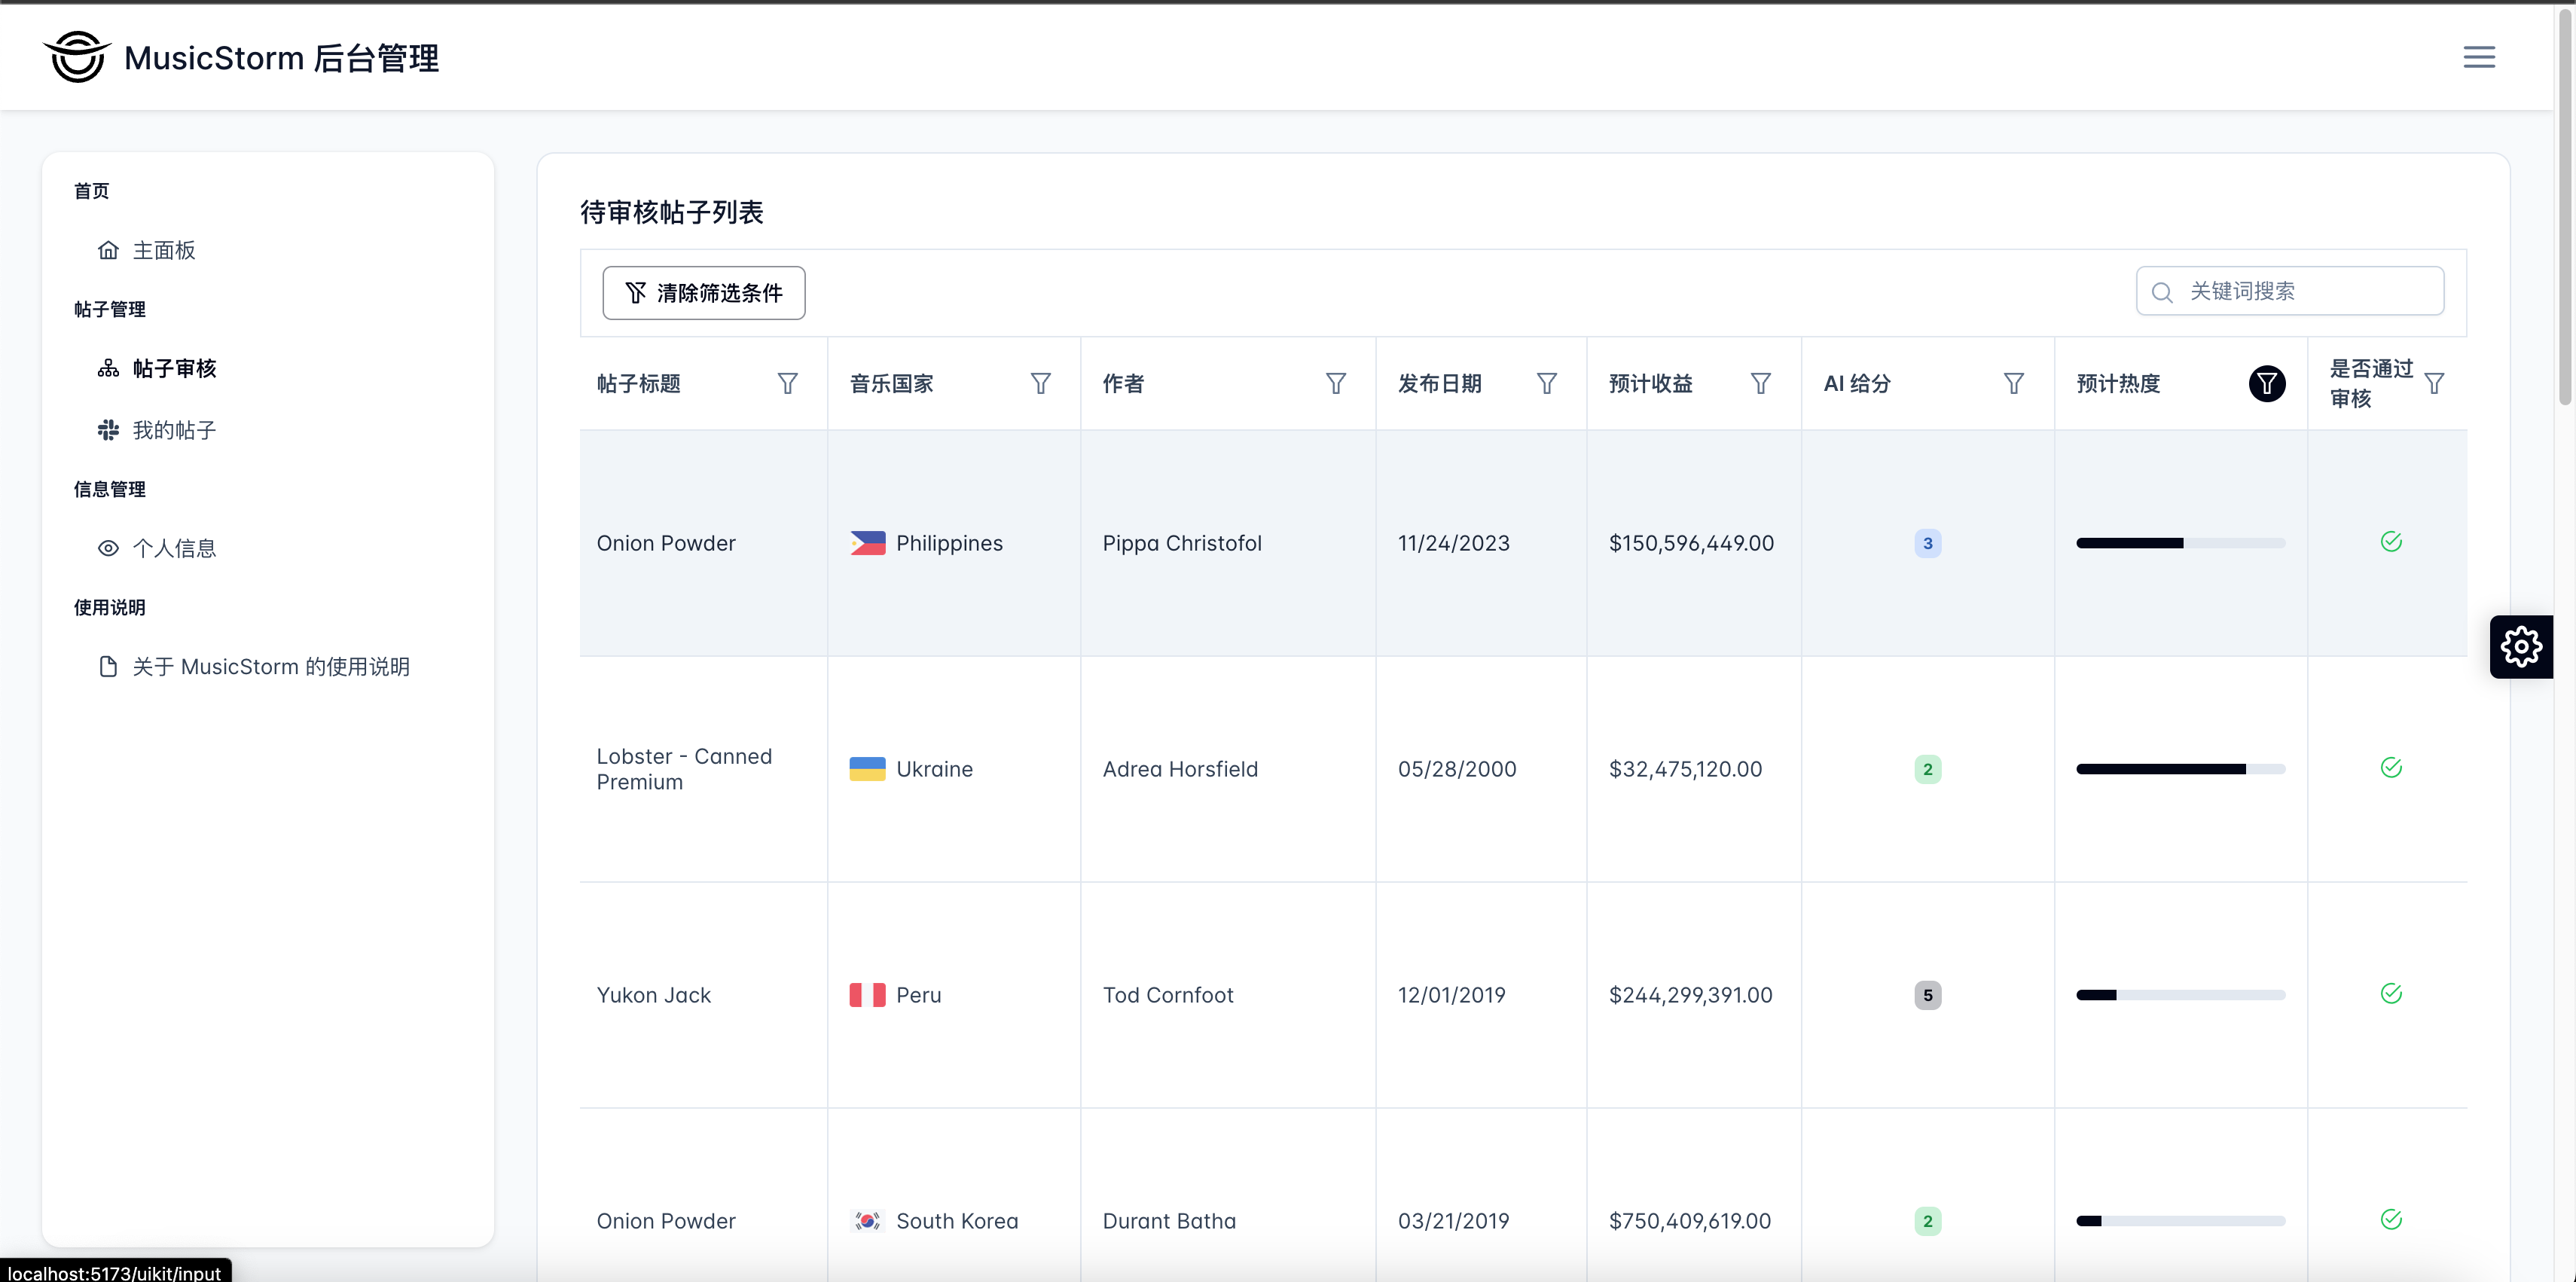 MusicStorm 后台管理
首页
主面板
帖子管理
帖子审核
我的帖子
信息管理
个人信息
使用说明
关于 MusicStorm 的使用说明
待审核帖子列表
清除筛选条件
关键词搜索
帖子标题 音乐国家 作者 发布日期 预计收益 AI 给分 预计热度 是否通过
审核
Onion Powder Philippines Pippa Christofol 11/24/2023 $150,596,449.00 3
Lobster - Canned
Premium Ukraine Adrea Horsfield 05/28/2000 $32,475,120.00 2
Yukon Jack Peru Tod Cornfoot 12/01/2019 $244,299,391.00 5
Onion Powder South Korea Durant Batha 03/21/2019 $750,409,619.00 2
localhost:5173/uikit/input